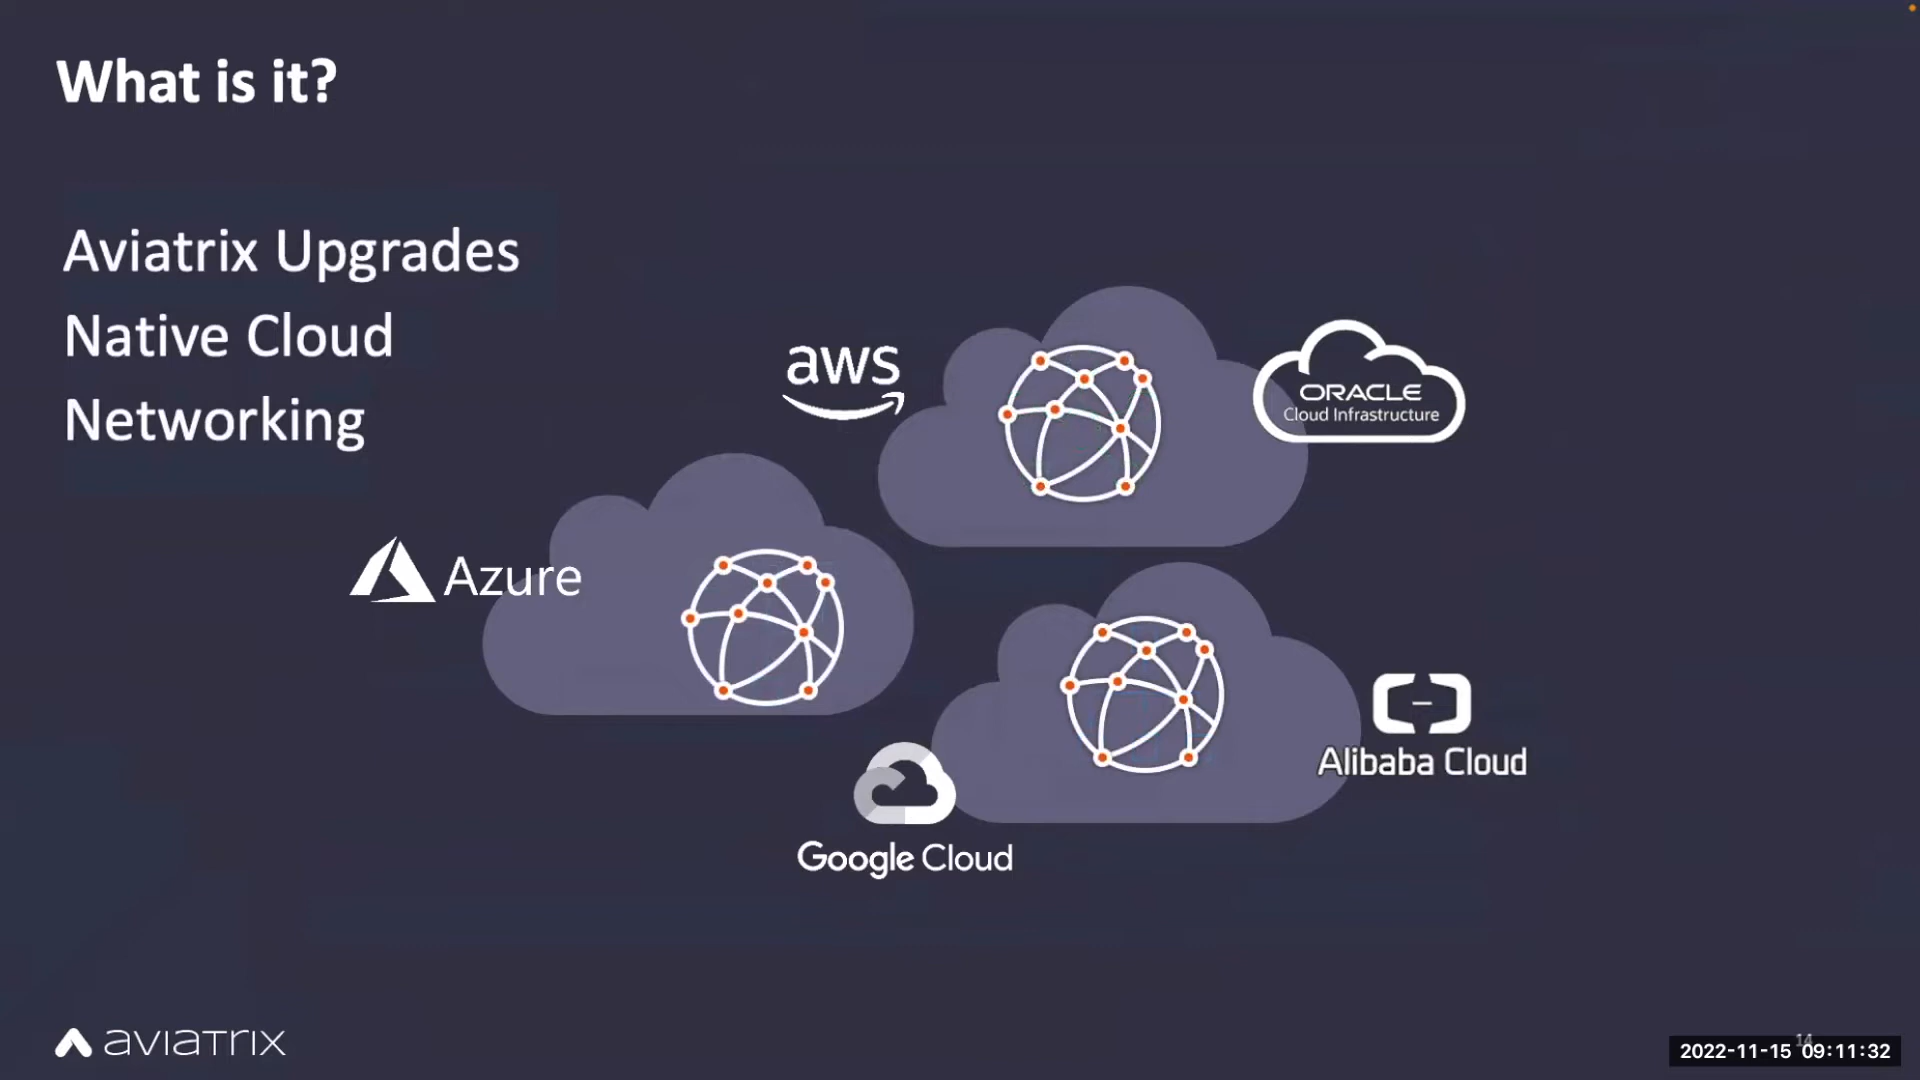 What is it?
Aviatrix Upgrades
Native Cloud
Networking
aws
ORACLE
Cloud Infrastructure
Azure
Alibaba Cloud
Google Cloud
aviatrix
14
2022-11-15 09:11:32